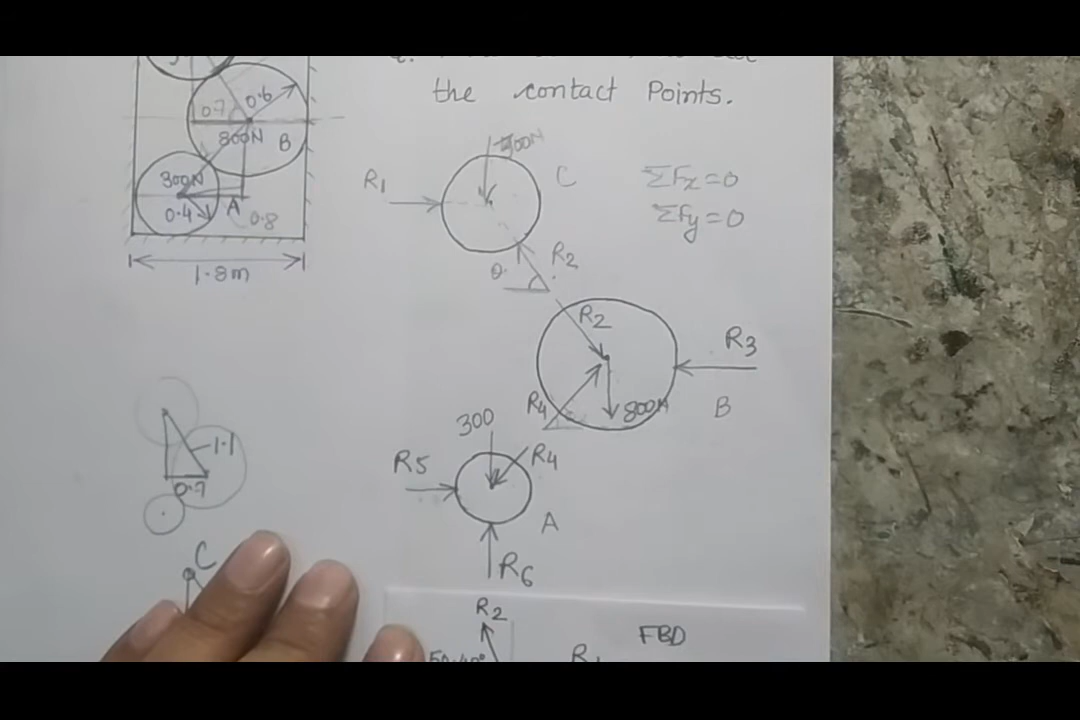 the contact Points.
0.7
0.6
800N
B
300N
0.4
A
0.8
1.8m
R1
C
ΣFx=0
ΣFy=0
θ
R2
R2
R3
R4
800N
B
300
R5
R4
A
R6
1.1
0.7
C
R2
FBD